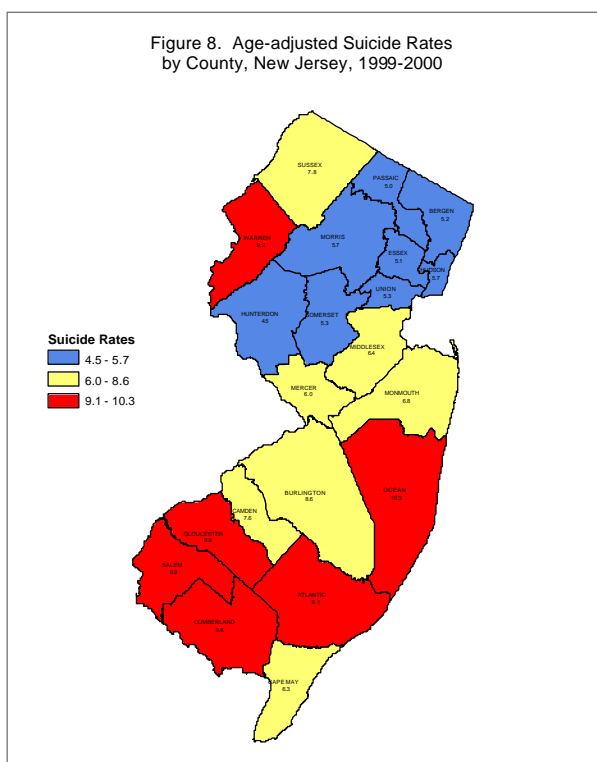 Figure 8.  Age-adjusted Suicide Rates
by County, New Jersey, 1999-2000
SUSSEX
7.8
PASSAIC
5.0
BERGEN
5.2
WARREN
MORRIS
5.7
ESSEX
5.1
HUDSON
5.7
UNION
5.3
HUNTERDON
4.5
SOMERSET
5.3
MIDDLESEX
6.4
MERCER
6.0
MONMOUTH
6.8
Suicide Rates
4.5 - 5.7
6.0 - 8.6
9.1 - 10.3
OCEAN
10.3
BURLINGTON
8.6
CAMDEN
7.6
GLOUCESTER
SALEM
ATLANTIC
9.1
CUMBERLAND
CAPE MAY
6.3